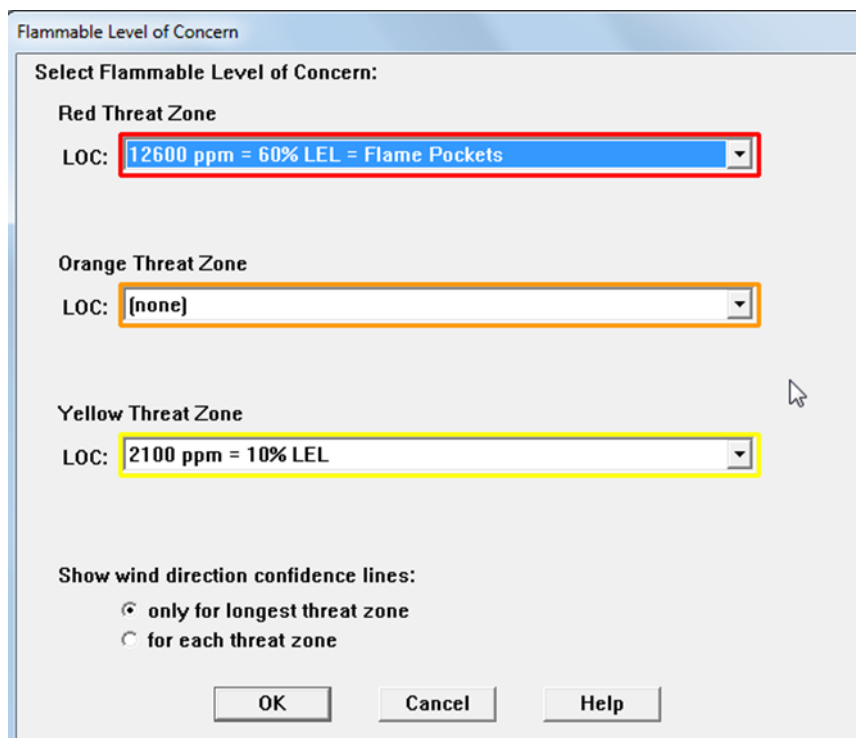 Flammable Level of Concern
Select Flammable Level of Concern:
Red Threat Zone
LOC: 12600 ppm = 60% LEL = Flame Pockets
Orange Threat Zone
LOC: (none)
Yellow Threat Zone
LOC: 2100 ppm = 10% LEL
Show wind direction confidence lines:
only for longest threat zone
for each threat zone
OK Cancel Help